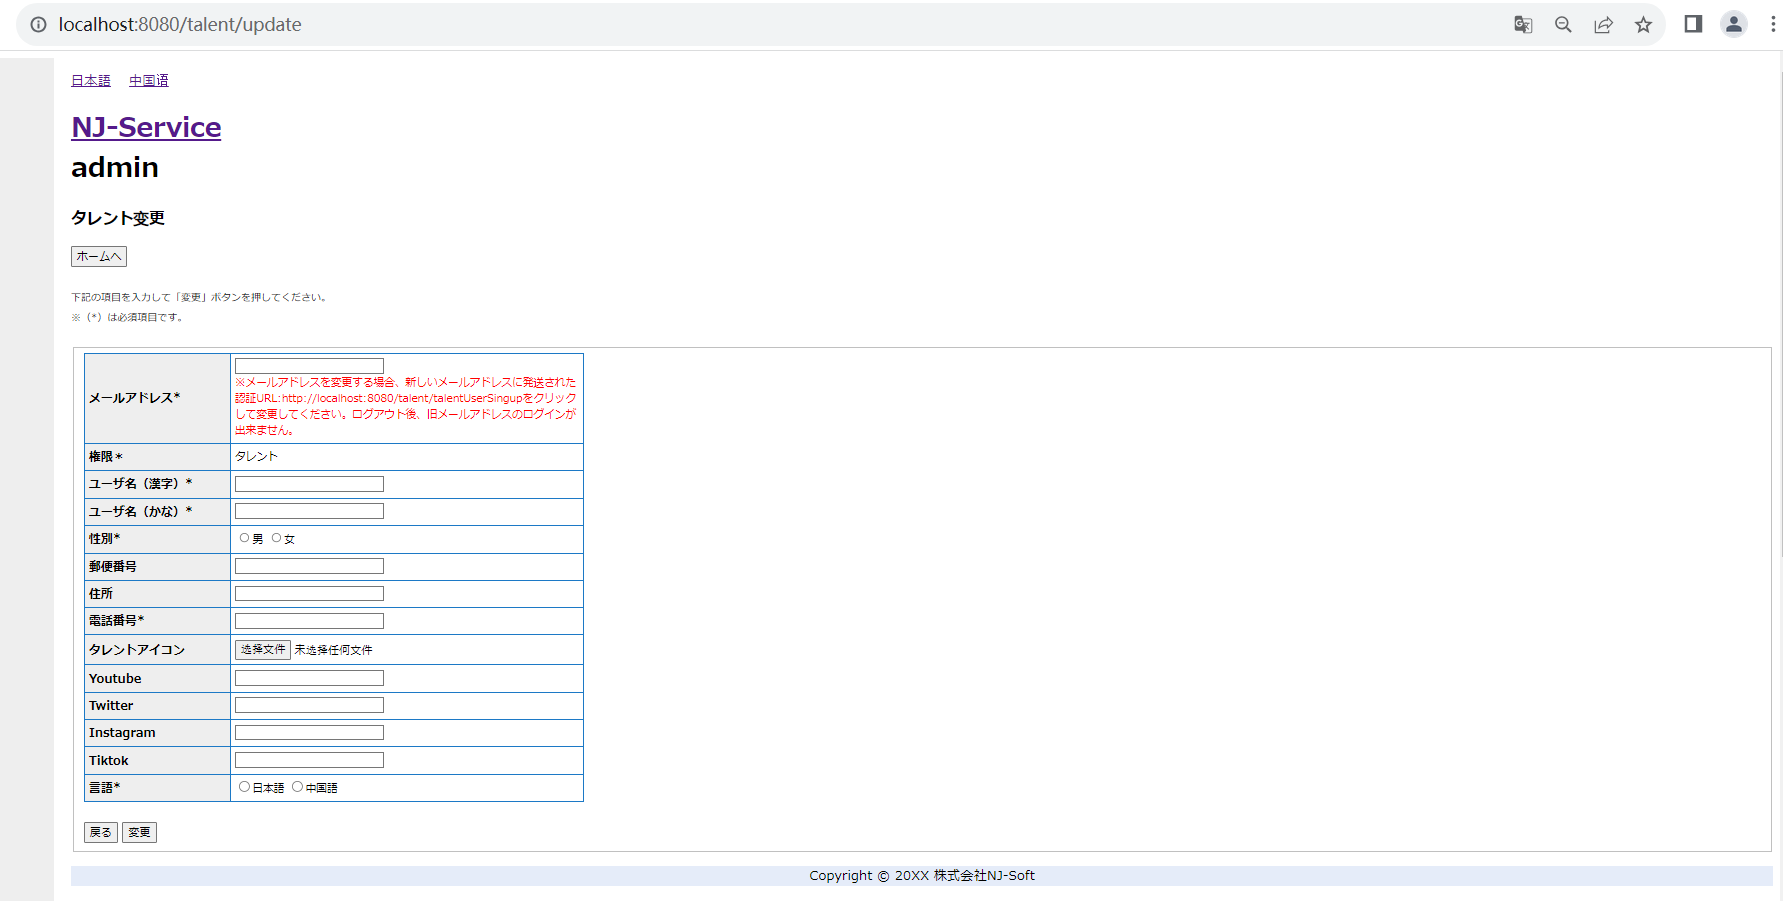 localhost:8080/talent/update
日本語 中国语
NJ-Service
admin
タレント変更
ホームへ
下記の項目を入力して「変更」ボタンを押してください。
※（*）は必須項目です。
メールアドレス*
※メールアドレスを変更する場合、新しいメールアドレスに発送された
認証URL:http://localhost:8080/talent/talentUserSingupをクリック
して変更してください。ログアウト後、旧メールアドレスのログインが
出来ません。
権限* タレント
ユーザ名（漢字）*
ユーザ名（かな）*
性別* 男 女
郵便番号
住所
電話番号*
タレントアイコン 选择文件 未选择任何文件
Youtube
Twitter
Instagram
Tiktok
言語* 日本語 中国語
戻る 変更
Copyright © 20XX 株式会社NJ-Soft